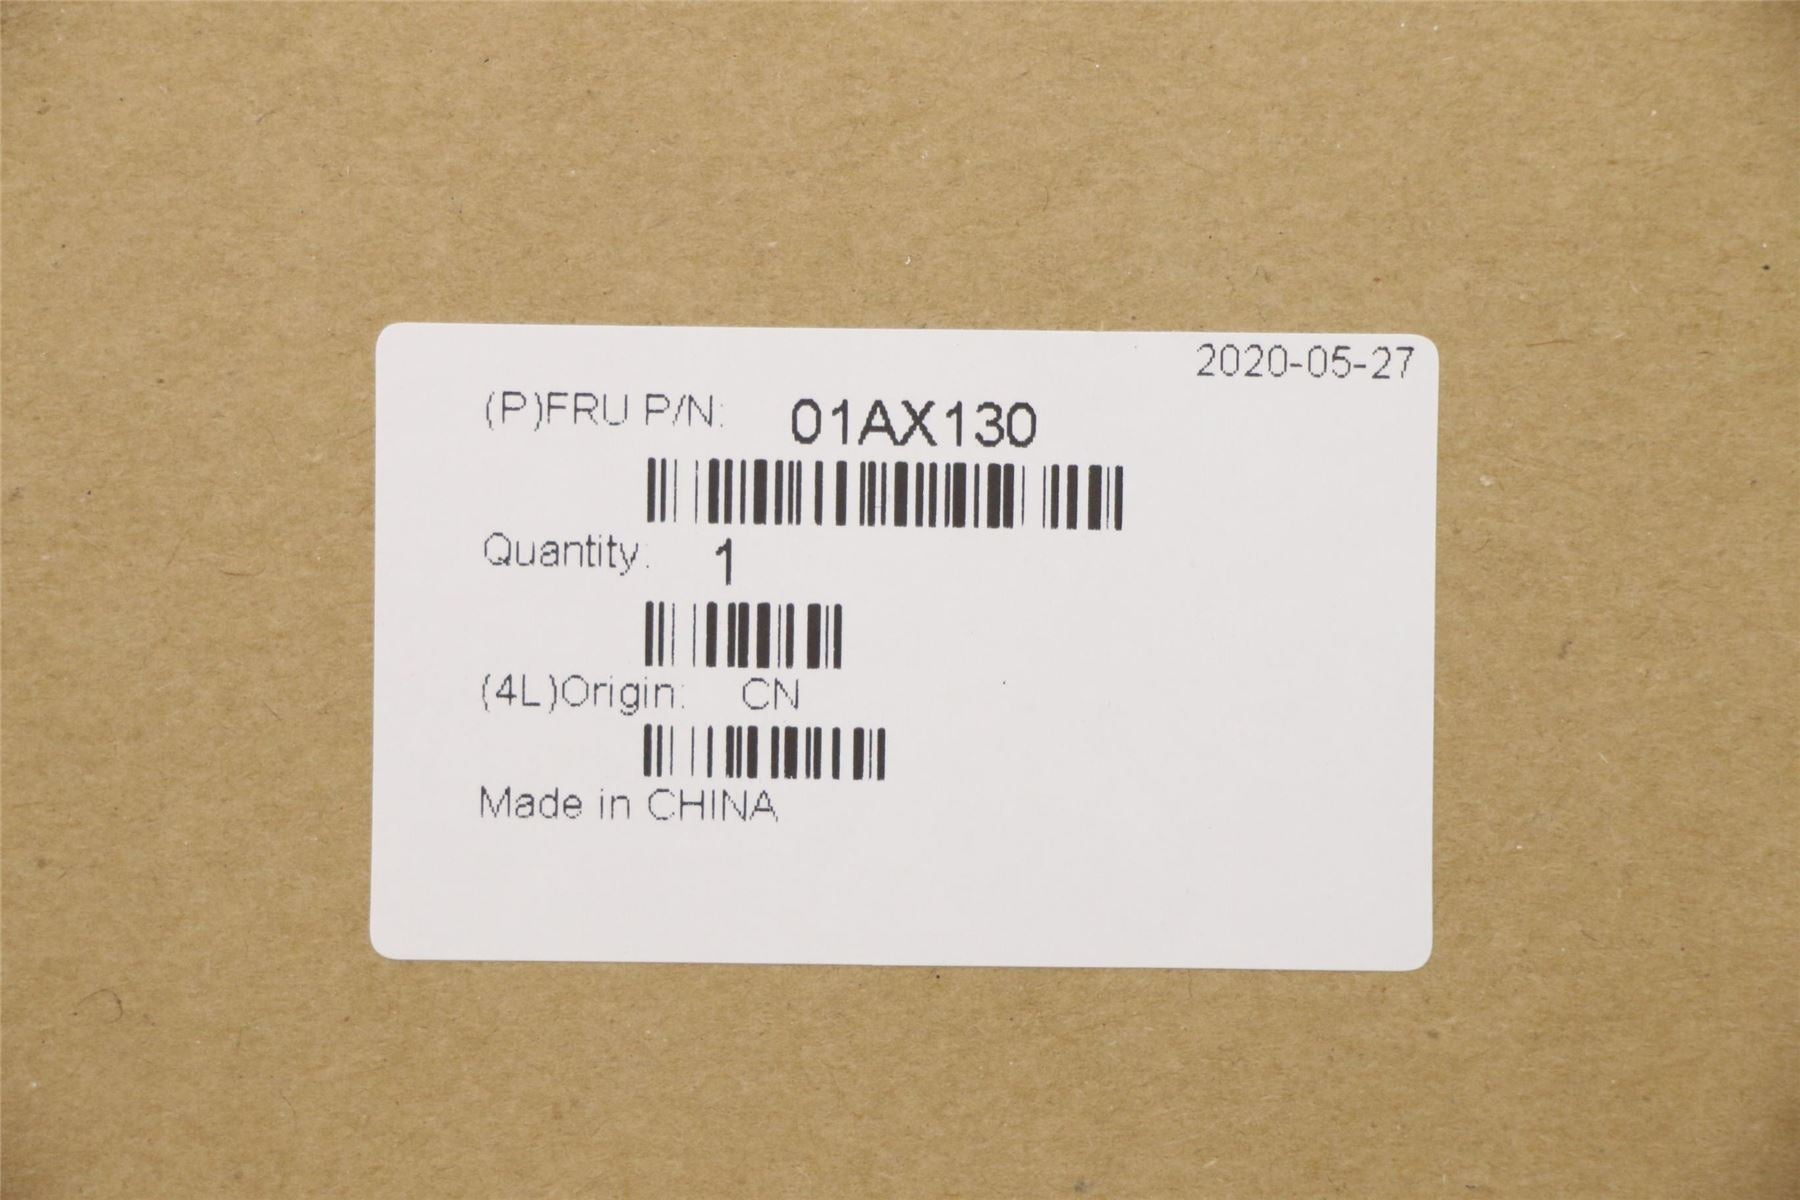 2020-05-27
(P)FRU P/N: 01AX130
Quantity: 1
(4L)Origin: CN
Made in CHINA